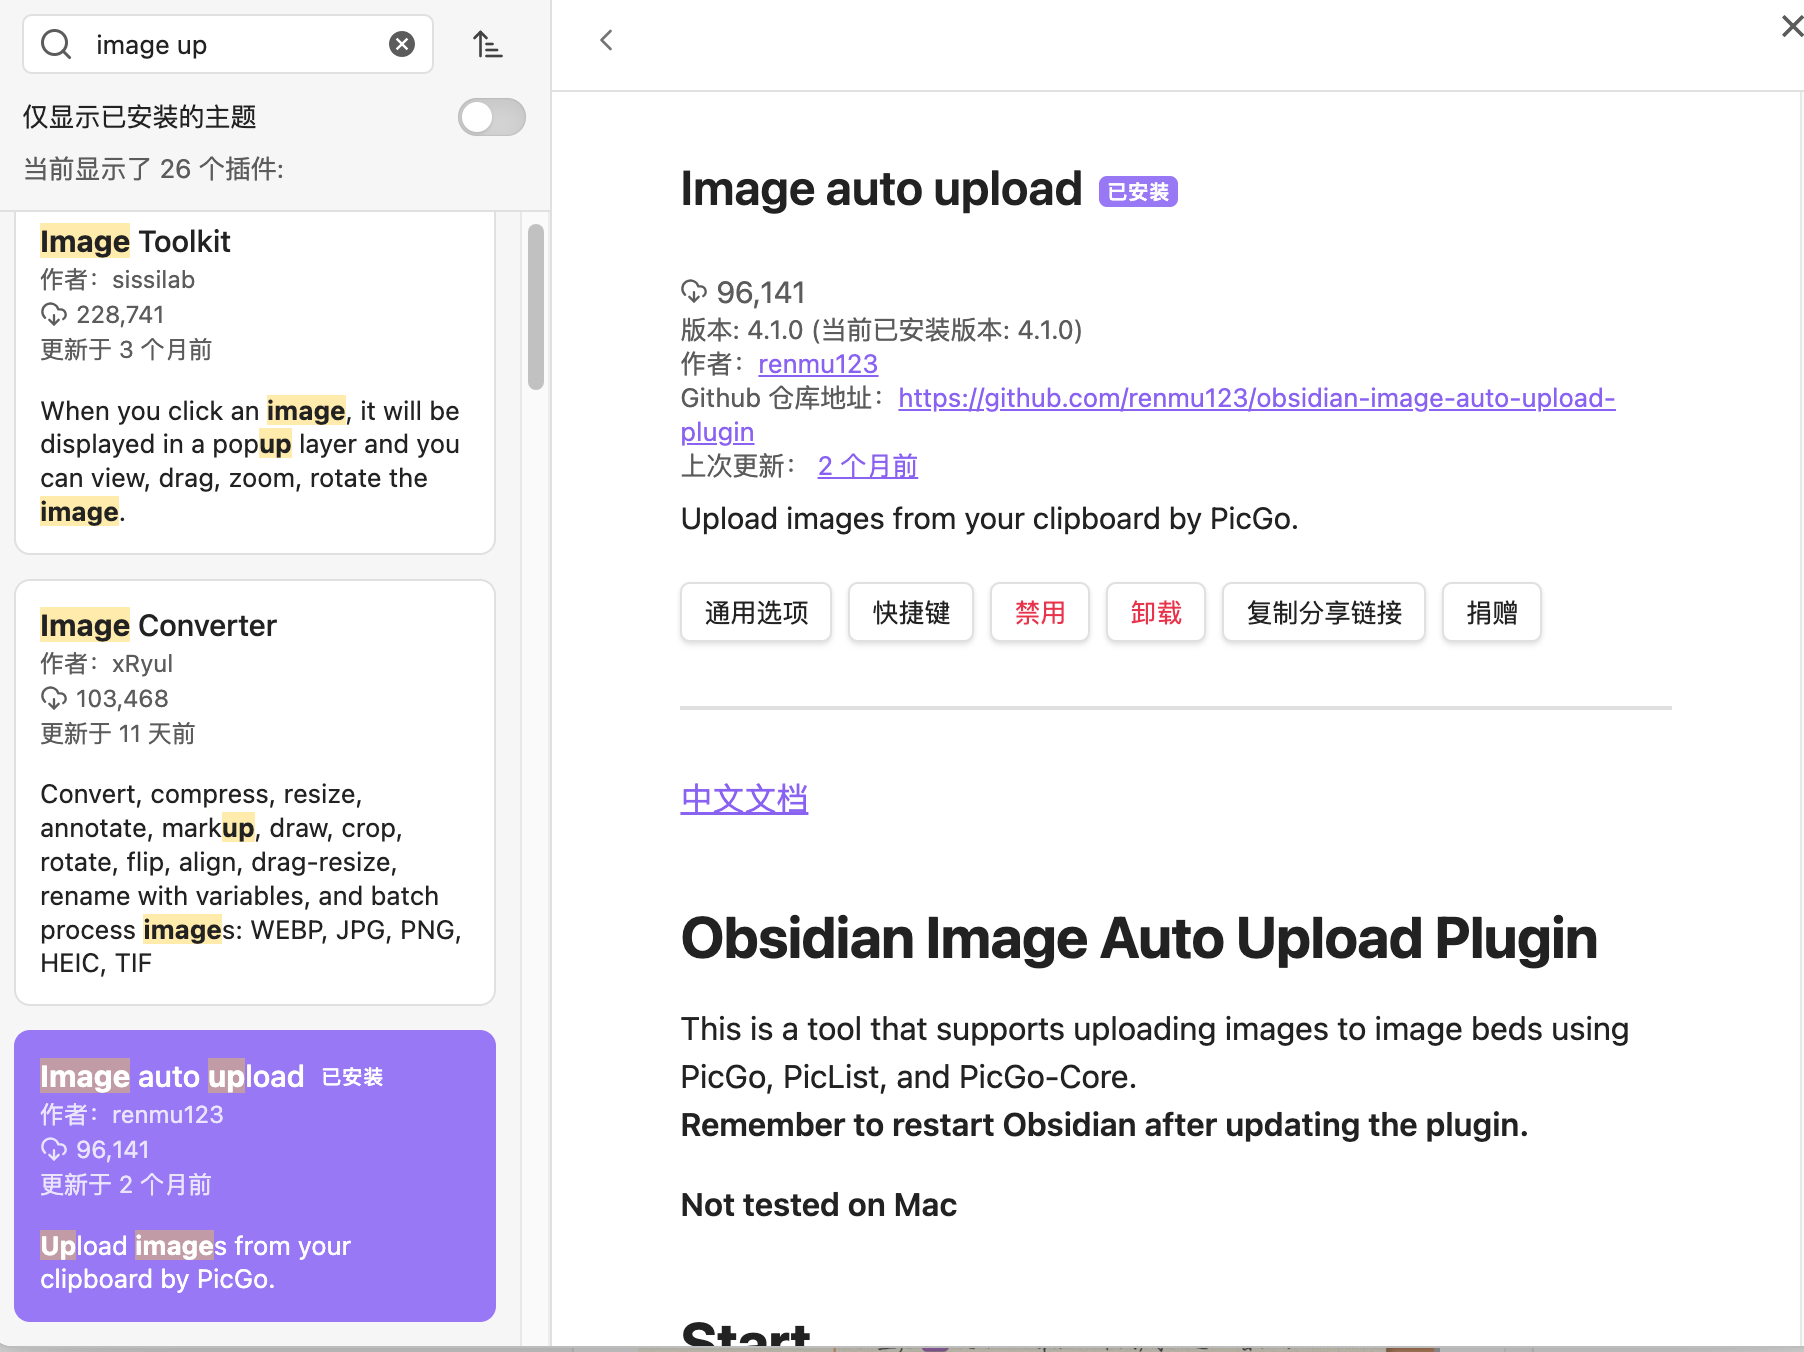 image up
仅显示已安装的主题
当前显示了 26 个插件:
Image Toolkit
作者：sissilab
228,741
更新于 3 个月前
When you click an image, it will be
displayed in a popup layer and you
can view, drag, zoom, rotate the
image.
Image Converter
作者：xRyul
103,468
更新于 11 天前
Convert, compress, resize,
annotate, markup, draw, crop,
rotate, flip, align, drag-resize,
rename with variables, and batch
process images: WEBP, JPG, PNG,
HEIC, TIF
Image auto upload 已安装
作者：renmu123
96,141
更新于 2 个月前
Upload images from your
clipboard by PicGo.
Image auto upload 已安装
96,141
版本: 4.1.0 (当前已安装版本: 4.1.0)
作者：renmu123
Github 仓库地址：https://github.com/renmu123/obsidian-image-auto-upload-
plugin
上次更新：2 个月前
Upload images from your clipboard by PicGo.
通用选项 快捷键 禁用 卸载 复制分享链接 捐赠
中文文档
Obsidian Image Auto Upload Plugin
This is a tool that supports uploading images to image beds using
PicGo, PicList, and PicGo-Core.
Remember to restart Obsidian after updating the plugin.
Not tested on Mac
Start